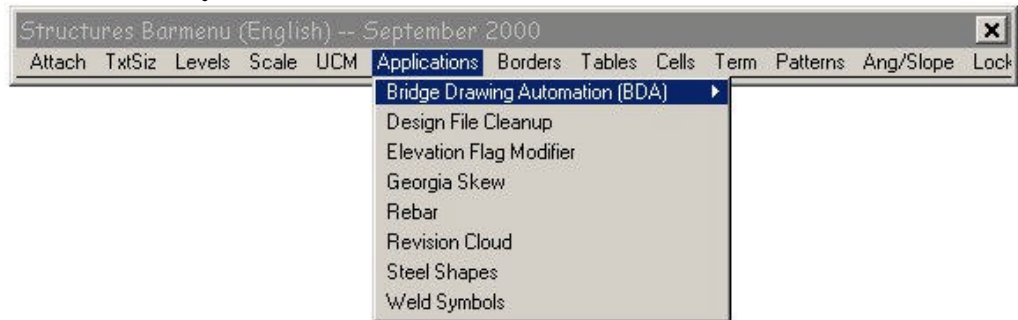 Structures Barmenu (English) -- September 2000
Attach TxtSiz Levels Scale UCM Applications Borders Tables Cells Term Patterns Ang/Slope Lock
Bridge Drawing Automation (BDA)
Design File Cleanup
Elevation Flag Modifier
Georgia Skew
Rebar
Revision Cloud
Steel Shapes
Weld Symbols